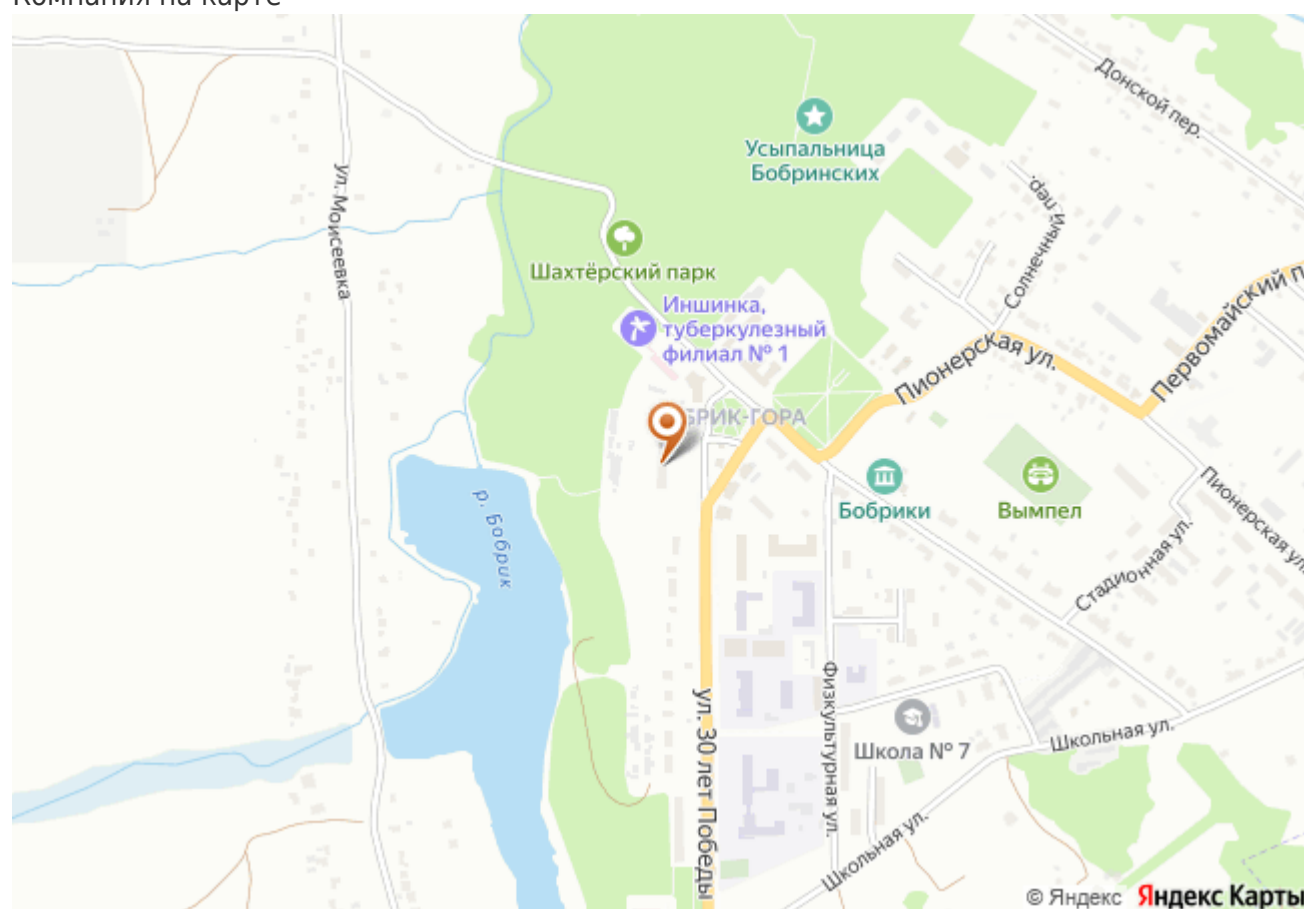 Компания на карте
Донской пер.
Усыпальница
Бобринских
Солнечный пер.
ул. Моисеевка
Шахтёрский парк
Иншинка,
туберкулезный
филиал № 1
Первомайский п
Пионерская ул.
БРИК-ГОРА
р. Бобрик
Бобрики
Вымпел
Пионерская ул.
Стадионная ул.
ул. 30 лет Победы
Физкультурная ул.
Школа № 7
Школьная ул.
Школьная ул.
© Яндекс Яндекс Карты